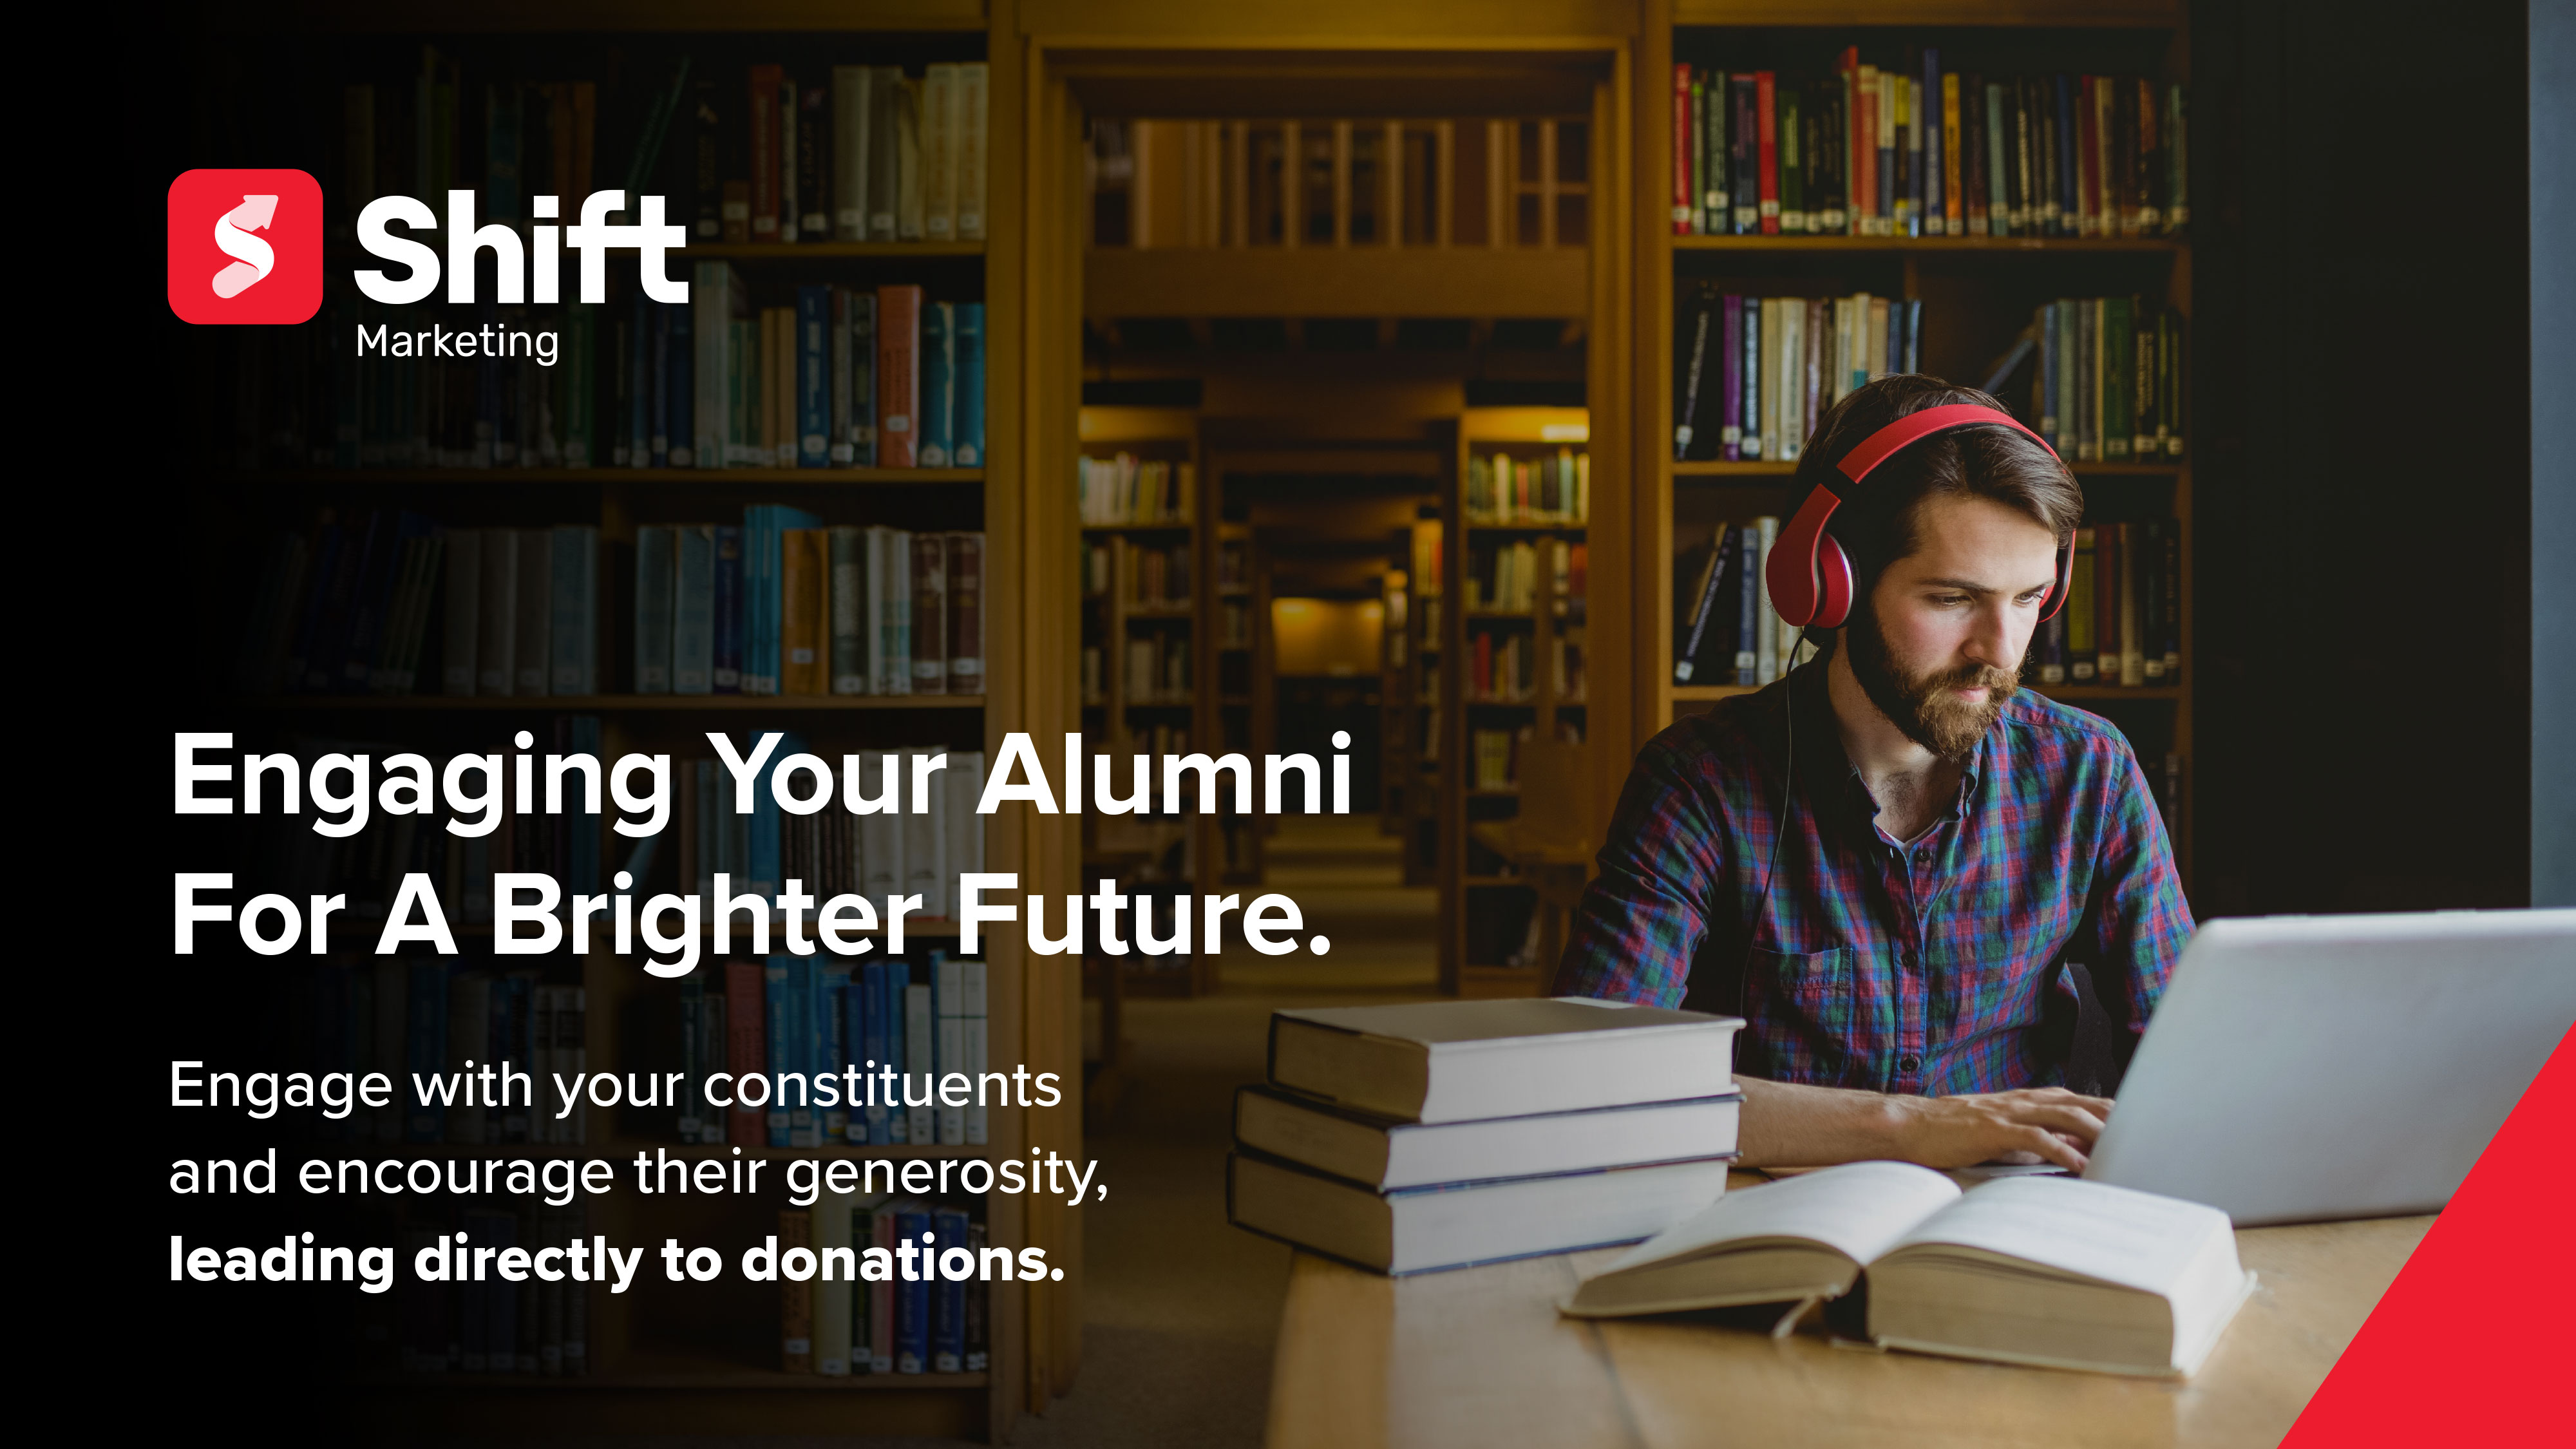 Shift
Marketing
Engaging Your Alumni
For A Brighter Future.
Engage with your constituents
and encourage their generosity,
leading directly to donations.